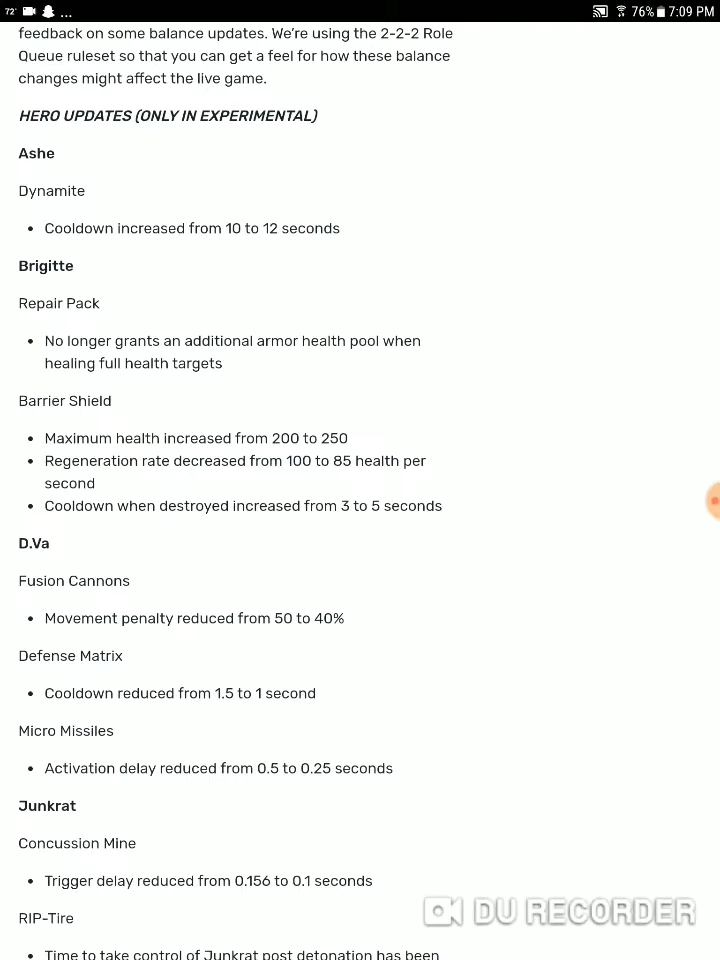 72°
...
76% 7:09 PM
feedback on some balance updates. We’re using the 2-2-2 Role
Queue ruleset so that you can get a feel for how these balance
changes might affect the live game.
HERO UPDATES (ONLY IN EXPERIMENTAL)
Ashe
Dynamite
• Cooldown increased from 10 to 12 seconds
Brigitte
Repair Pack
• No longer grants an additional armor health pool when
healing full health targets
Barrier Shield
• Maximum health increased from 200 to 250
• Regeneration rate decreased from 100 to 85 health per
second
• Cooldown when destroyed increased from 3 to 5 seconds
D.Va
Fusion Cannons
• Movement penalty reduced from 50 to 40%
Defense Matrix
• Cooldown reduced from 1.5 to 1 second
Micro Missiles
• Activation delay reduced from 0.5 to 0.25 seconds
Junkrat
Concussion Mine
• Trigger delay reduced from 0.156 to 0.1 seconds
DU RECORDER
RIP-Tire
• Time to take control of Junkrat post detonation has been